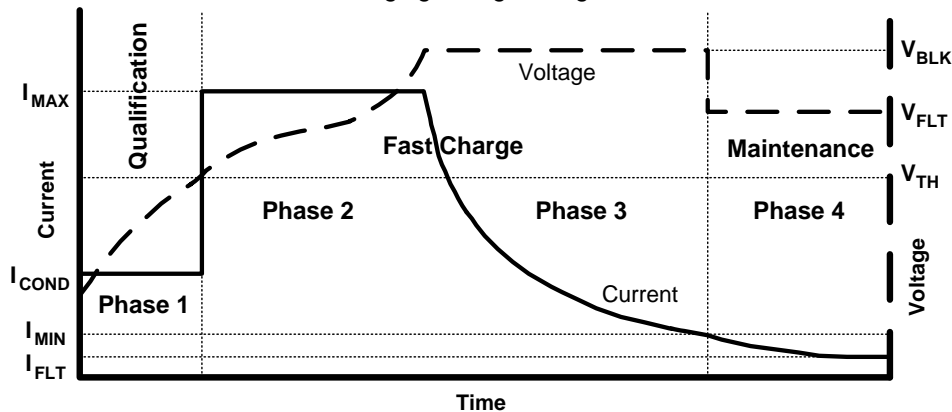 Qualification
Voltage
V_BLK
I_MAX
V_FLT
Fast Charge
Maintenance
V_TH
Current
Phase 2
Phase 3
Phase 4
I_COND
Phase 1
Current
Voltage
I_MIN
I_FLT
Time